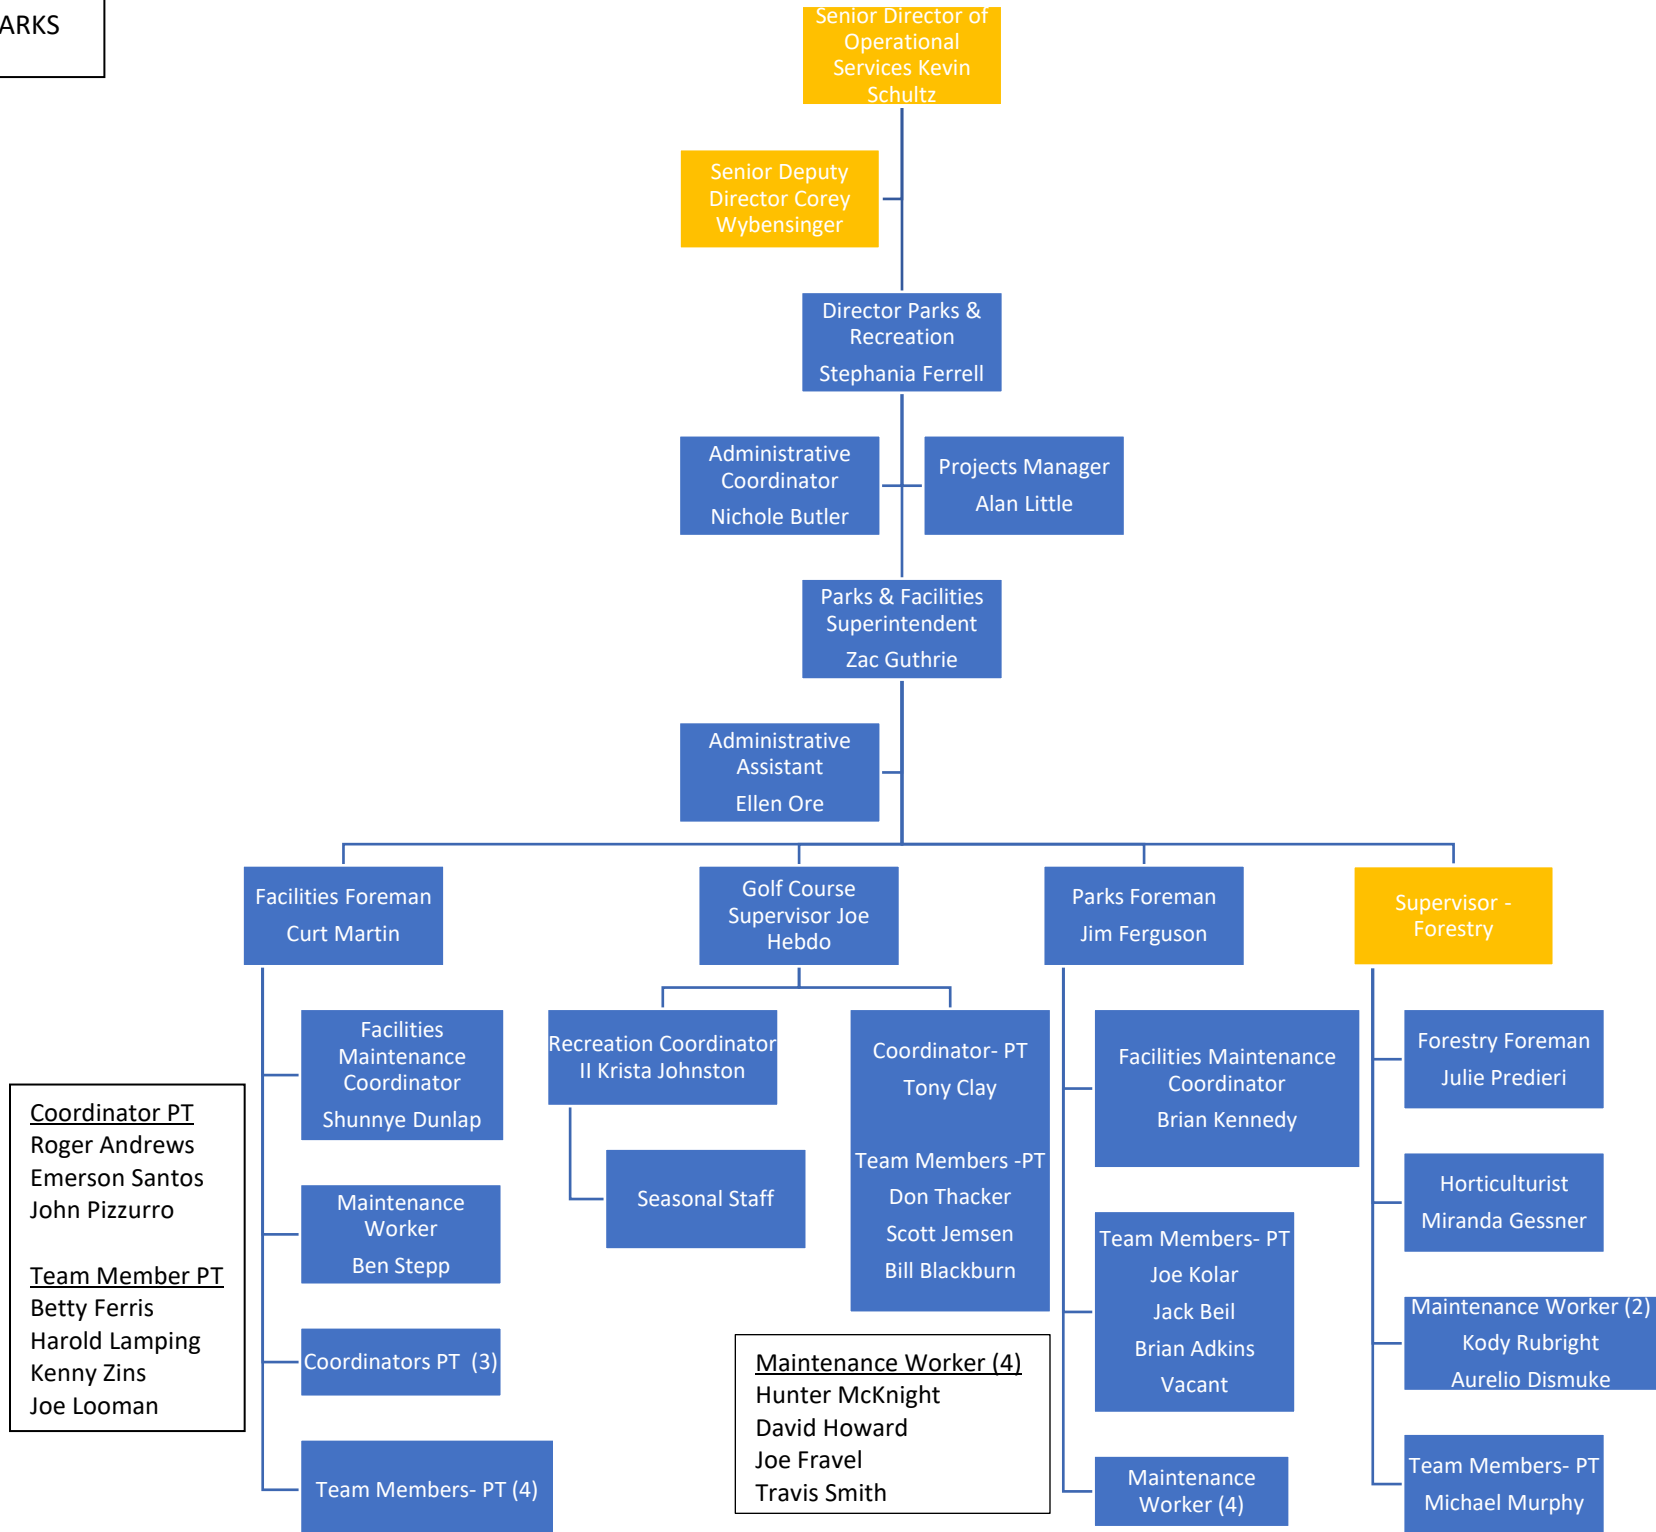 ARKS
Senior Director of
Operational
Services Kevin
Schultz
Senior Deputy
Director Corey
Wybensinger
Director Parks &
Recreation
Stephania Ferrell
Administrative
Coordinator
Nichole Butler
Projects Manager
Alan Little
Parks & Facilities
Superintendent
Zac Guthrie
Administrative
Assistant
Ellen Ore
Facilities Foreman
Curt Martin
Golf Course
Supervisor Joe
Hebdo
Parks Foreman
Jim Ferguson
Supervisor -
Forestry
Facilities
Maintenance
Coordinator
Shunnye Dunlap
Maintenance
Worker
Ben Stepp
Coordinators PT (3)
Team Members- PT (4)
Coordinator PT
Roger Andrews
Emerson Santos
John Pizzurro
Team Member PT
Betty Ferris
Harold Lamping
Kenny Zins
Joe Looman
Recreation Coordinator
II Krista Johnston
Seasonal Staff
Coordinator- PT
Tony Clay
Team Members -PT
Don Thacker
Scott Jemsen
Bill Blackburn
Facilities Maintenance
Coordinator
Brian Kennedy
Team Members- PT
Joe Kolar
Jack Beil
Brian Adkins
Vacant
Maintenance
Worker (4)
Maintenance Worker (4)
Hunter McKnight
David Howard
Joe Fravel
Travis Smith
Forestry Foreman
Julie Predieri
Horticulturist
Miranda Gessner
Maintenance Worker (2)
Kody Rubright
Aurelio Dismuke
Team Members- PT
Michael Murphy